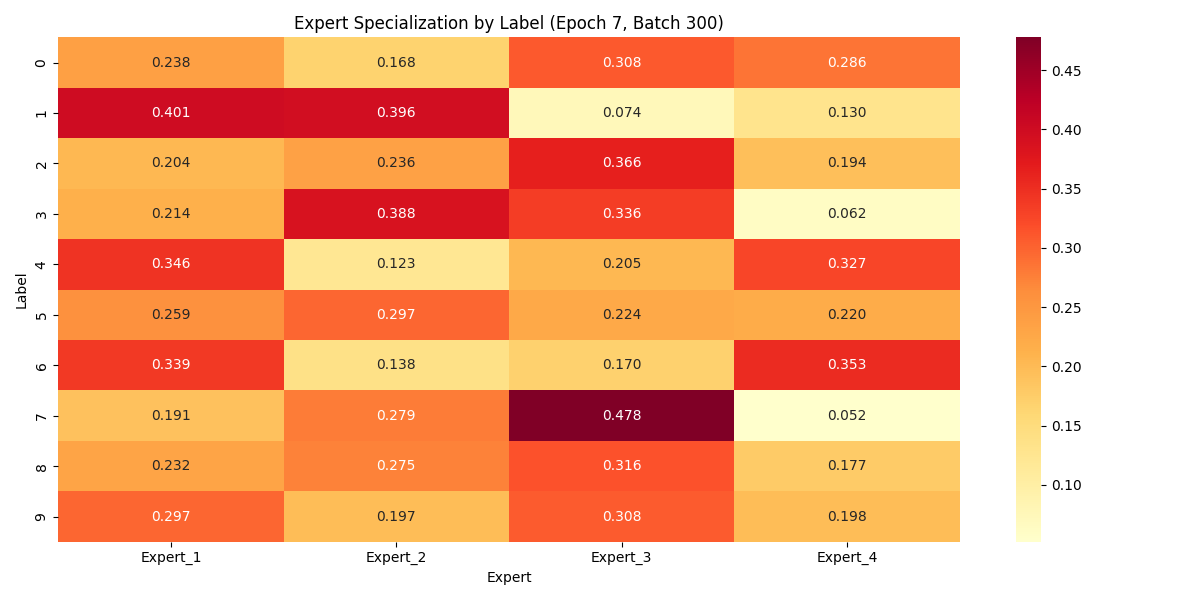 Expert Specialization by Label (Epoch 7, Batch 300)
0 0.238 0.168 0.308 0.286
1 0.401 0.396 0.074 0.130
2 0.204 0.236 0.366 0.194
3 0.214 0.388 0.336 0.062
4 0.346 0.123 0.205 0.327
5 0.259 0.297 0.224 0.220
6 0.339 0.138 0.170 0.353
7 0.191 0.279 0.478 0.052
8 0.232 0.275 0.316 0.177
9 0.297 0.197 0.308 0.198
Label
Expert_1 Expert_2 Expert_3 Expert_4
Expert
0.45
0.40
0.35
0.30
0.25
0.20
0.15
0.10